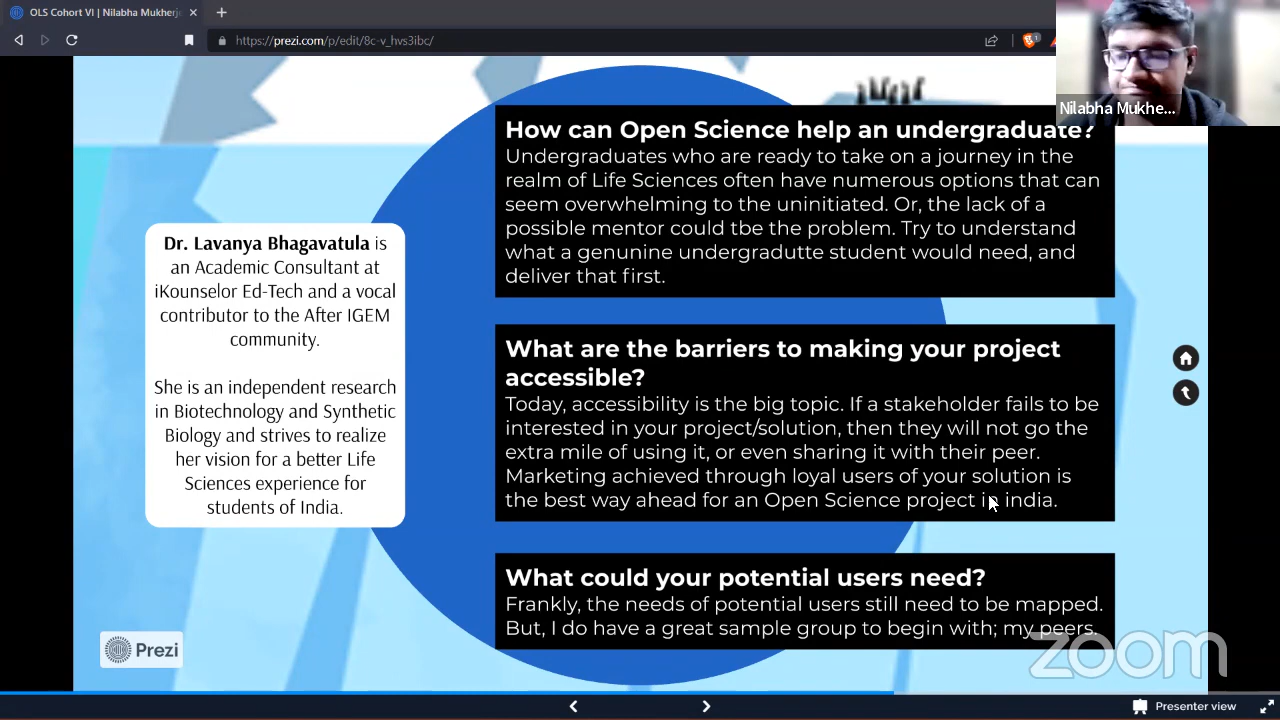 OLS Cohort VI | Nilabha Mukherje
https://prezi.com/p/edit/8c-v_hvs3ibc/
1
Nilabha Mukhe...
Dr. Lavanya Bhagavatula is
an Academic Consultant at
iKounselor Ed-Tech and a vocal
contributor to the After IGEM
community.
She is an independent research
in Biotechnology and Synthetic
Biology and strives to realize
her vision for a better Life
Sciences experience for
students of India.
How can Open Science help an undergraduate?
Undergraduates who are ready to take on a journey in the
realm of Life Sciences often have numerous options that can
seem overwhelming to the uninitiated. Or, the lack of a
possible mentor could tbe the problem. Try to understand
what a genunine undergradutte student would need, and
deliver that first.
What are the barriers to making your project
accessible?
Today, accessibility is the big topic. If a stakeholder fails to be
interested in your project/solution, then they will not go the
extra mile of using it, or even sharing it with their peer.
Marketing achieved through loyal users of your solution is
the best way ahead for an Open Science project in india.
What could your potential users need?
Frankly, the needs of potential users still need to be mapped.
But, I do have a great sample group to begin with; my peers.
Prezi
zoom
Presenter view